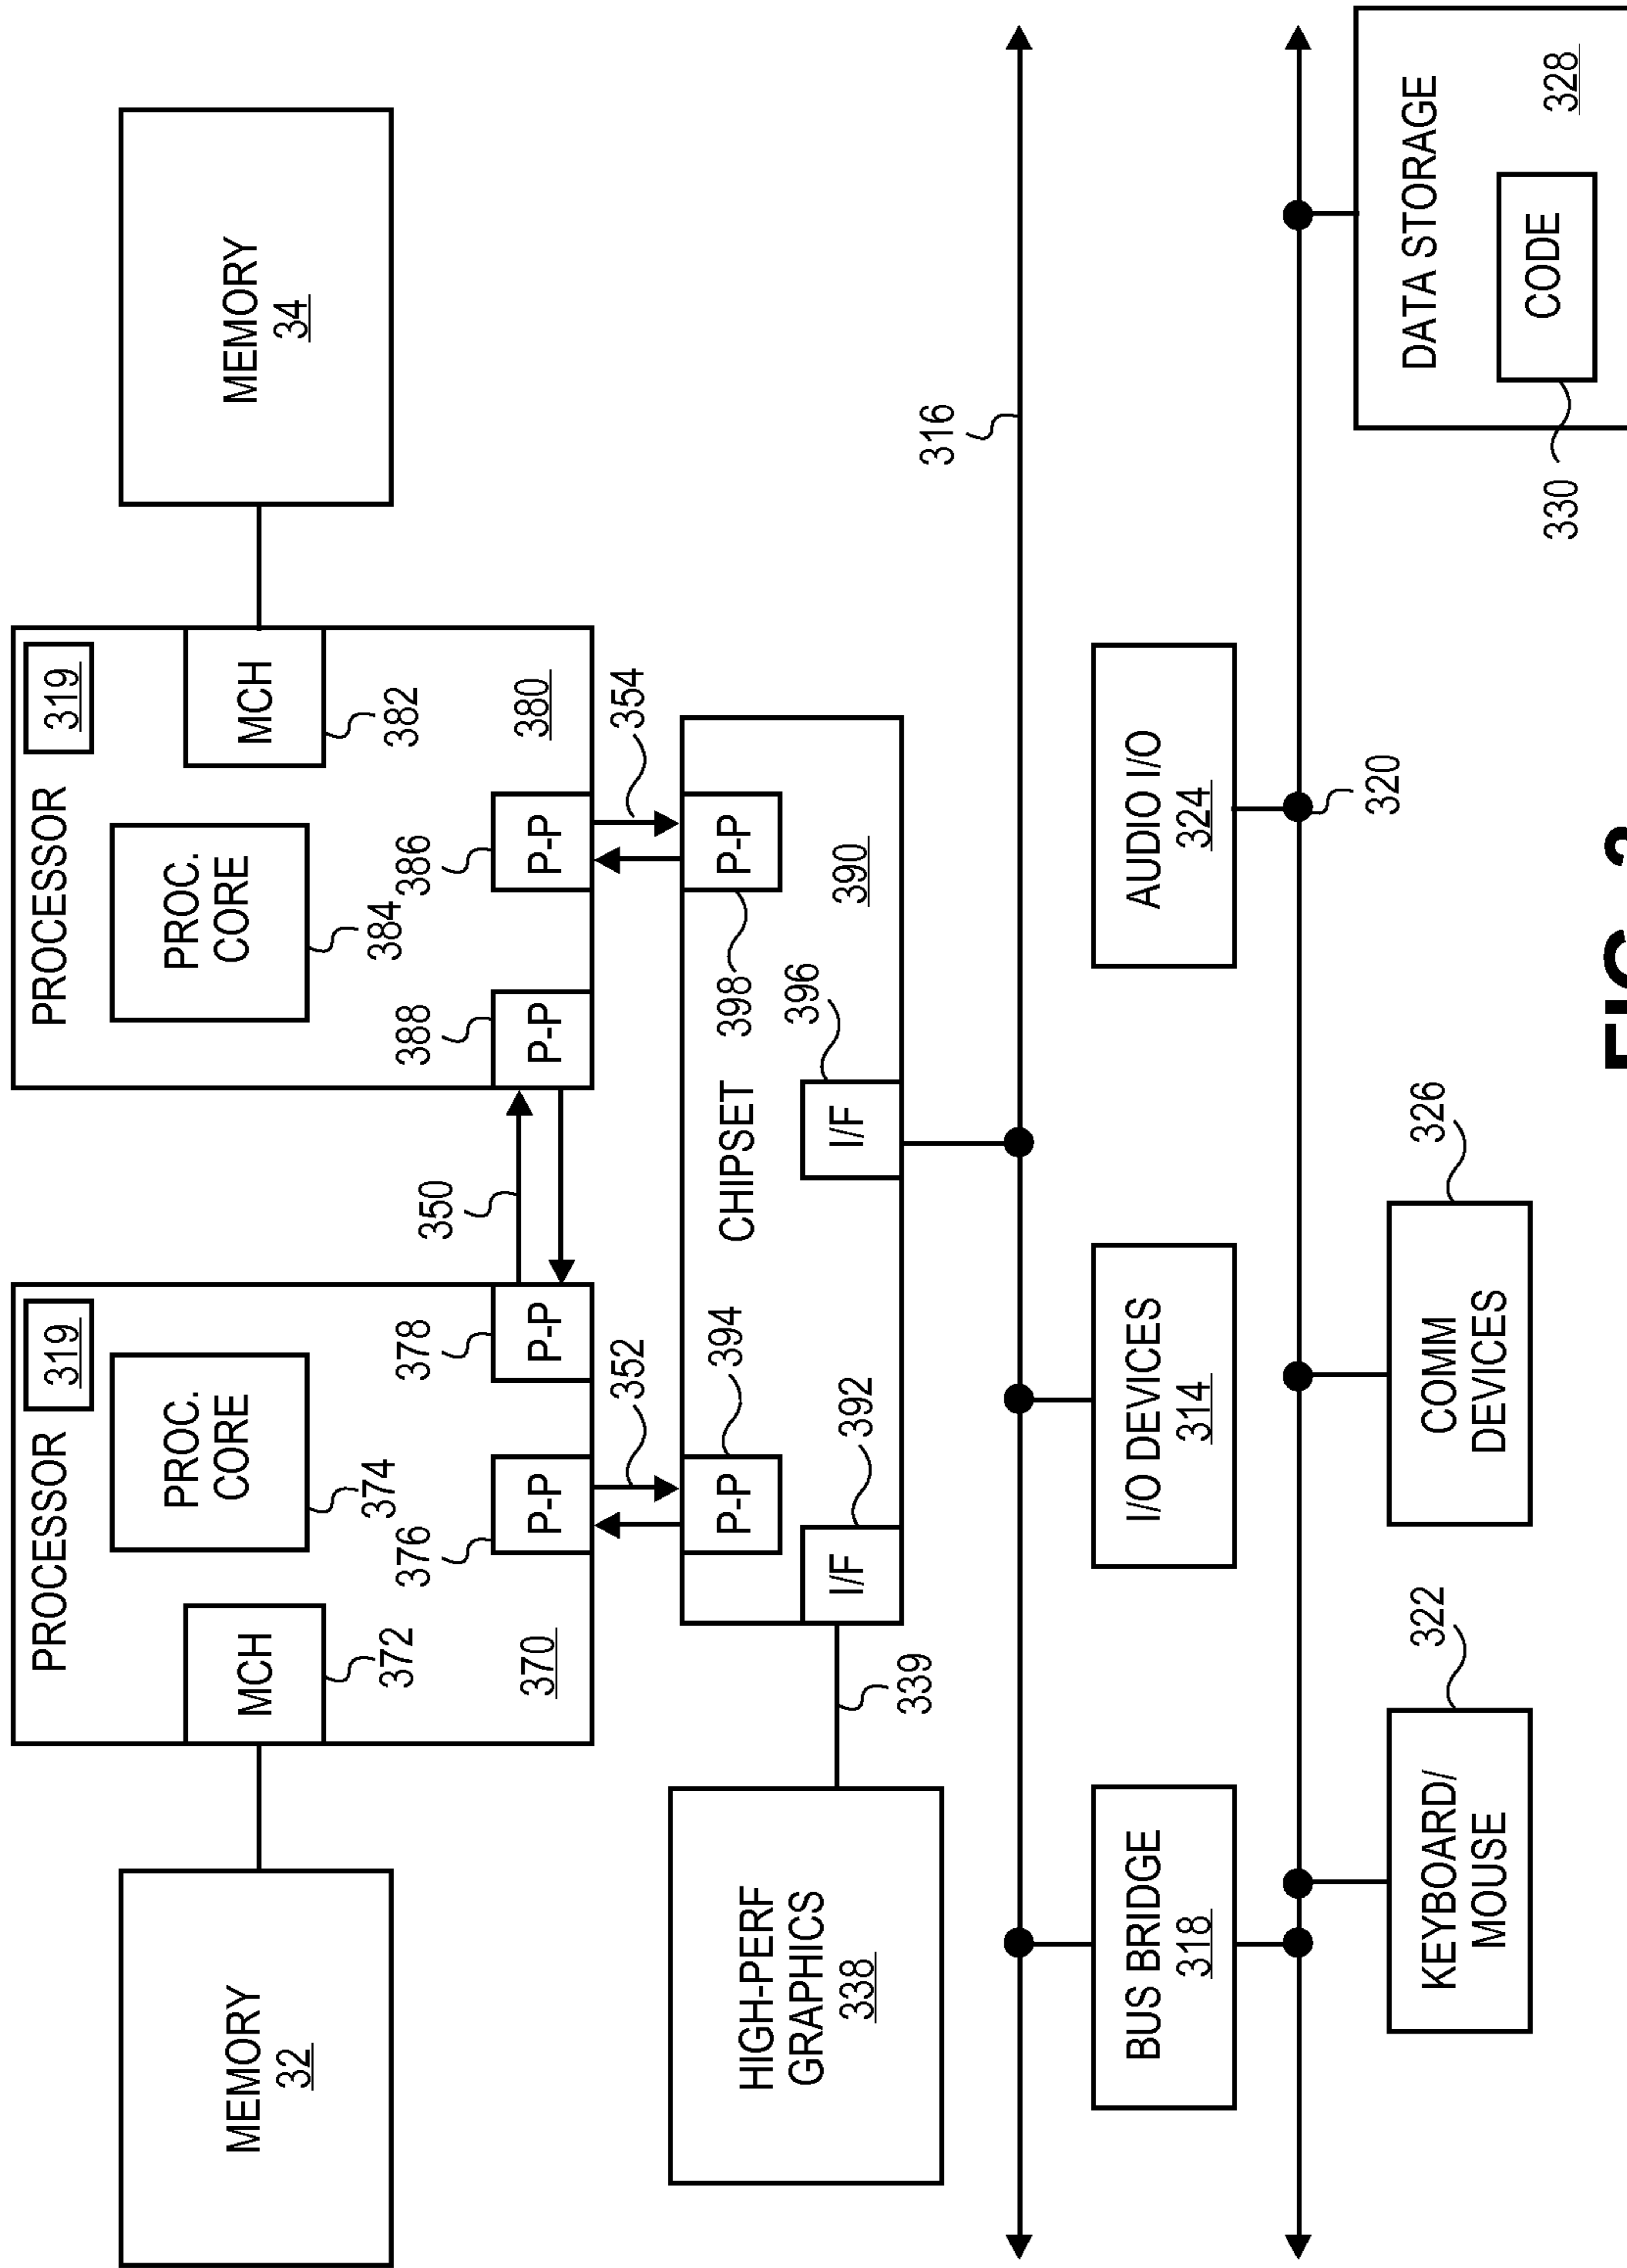 PROCESSOR
319
PROCESSOR
319
MEMORY
32
MCH
372
PROC.
CORE
374
PROC.
CORE
384
MCH
382
MEMORY
34
370
376
P-P
378
P-P
350
388
P-P
386
P-P
380
352
354
HIGH-PERF
GRAPHICS
338
339
P-P
394
CHIPSET
P-P
398
I/F
392
I/F
396
390
316
BUS BRIDGE
318
I/O DEVICES
314
AUDIO I/O
324
320
KEYBOARD/
MOUSE
322
COMM
DEVICES
326
DATA STORAGE
328
CODE
330
FIG.